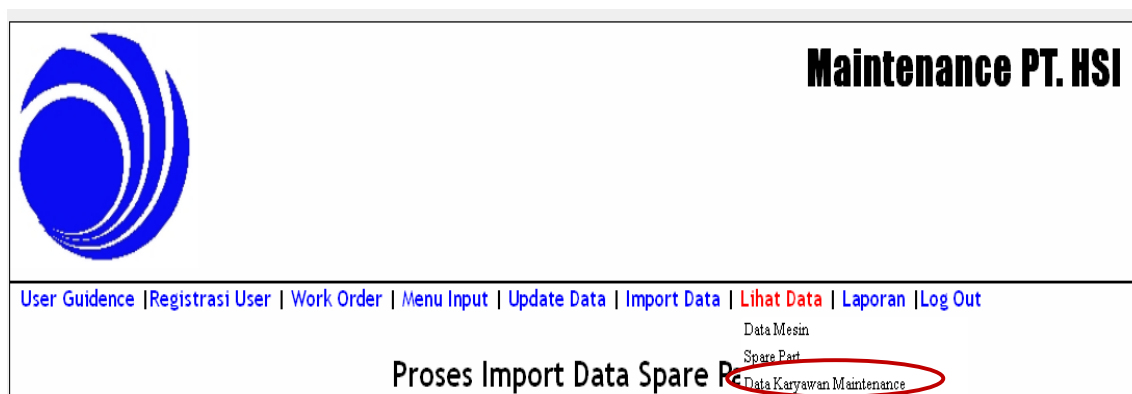 Maintenance PT. HSI
User Guidence |Registrasi User | Work Order | Menu Input | Update Data | Import Data | Lihat Data | Laporan |Log Out
Data Mesin
Spare Part
Proses Import Data Spare
Data Karyawan Maintenance